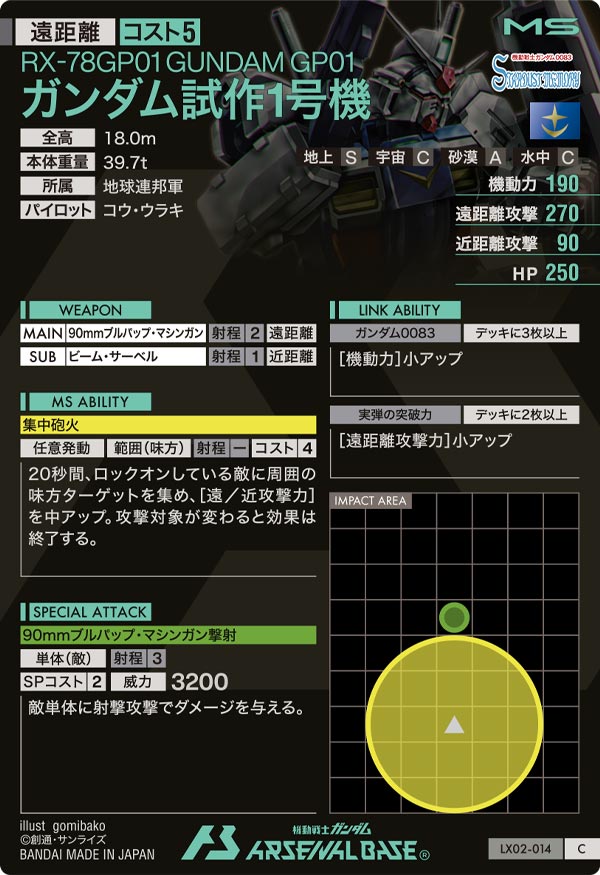 遠距離 コスト5
MS
RX-78GP01 GUNDAM GP01
機動戦士ガンダム0083
STARDUST MEMORY
ガンダム試作1号機
全高 18.0m
本体重量 39.7t
所属 地球連邦軍
パイロット コウ・ウラキ
地上 S 宇宙 C 砂漠 A 水中 C
機動力 190
遠距離攻撃 270
近距離攻撃 90
HP 250
WEAPON
MAIN 90mmブルパップ・マシンガン 射程 2 遠距離
SUB ビーム・サーベル 射程 1 近距離
MS ABILITY
集中砲火
任意発動 範囲(味方) 射程 ー コスト 4
20秒間、ロックオンしている敵に周囲の
味方ターゲットを集め、[遠／近攻撃力]
を中アップ。攻撃対象が変わると効果は
終了する。
SPECIAL ATTACK
90mmブルパップ・マシンガン撃射
単体(敵) 射程 3
SPコスト 2 威力 3200
敵単体に射撃攻撃でダメージを与える。
LINK ABILITY
ガンダム0083 デッキに3枚以上
[機動力]小アップ
実弾の突破力 デッキに2枚以上
[遠距離攻撃力]小アップ
IMPACT AREA
illust gomibako
©創通・サンライズ
BANDAI MADE IN JAPAN
機動戦士ガンダム
AB ARSENAL BASE®
LX02-014 C